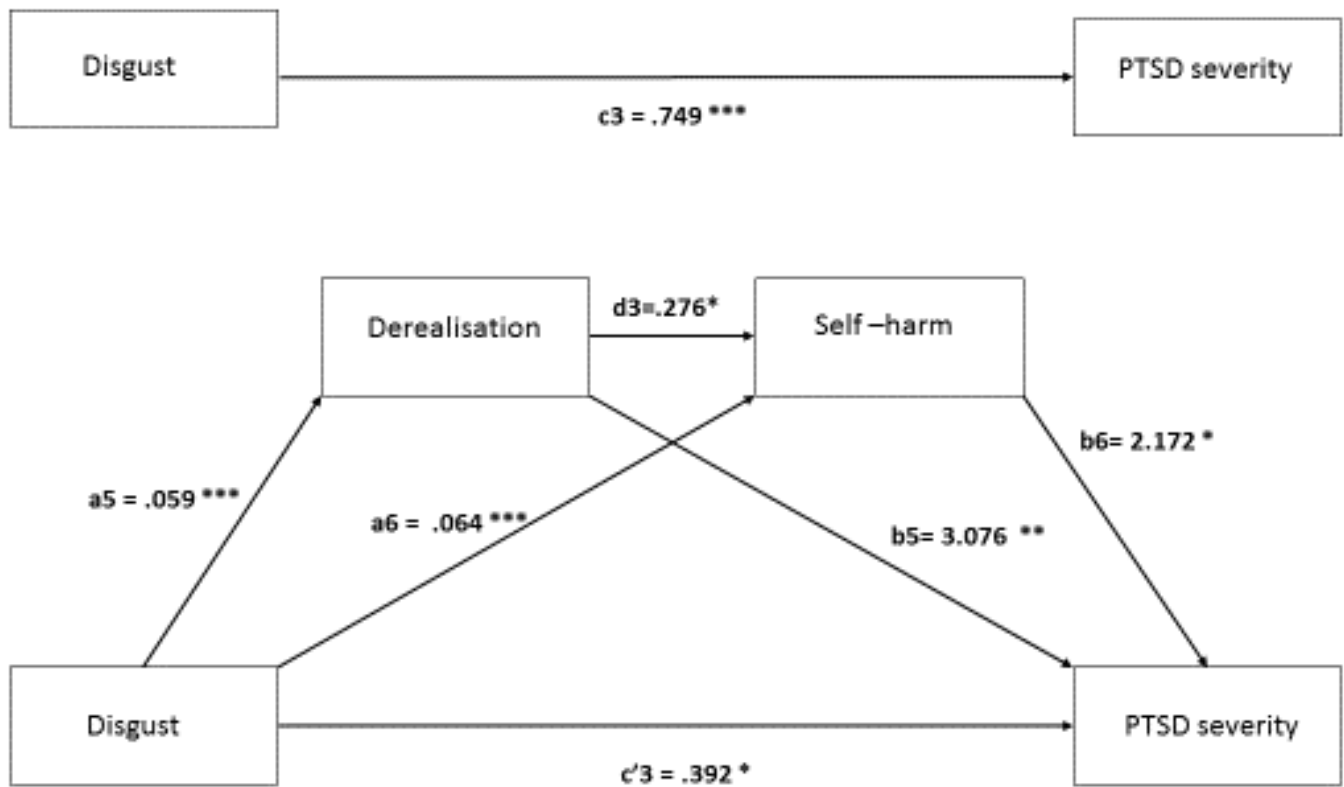 Disgust
PTSD severity
c3 = .749 ***
Derealisation
d3=.276*
Self –harm
b6= 2.172 *
a5 = .059 ***
a6 =  .064 ***
b5= 3.076  **
Disgust
PTSD severity
c’3 = .392 *